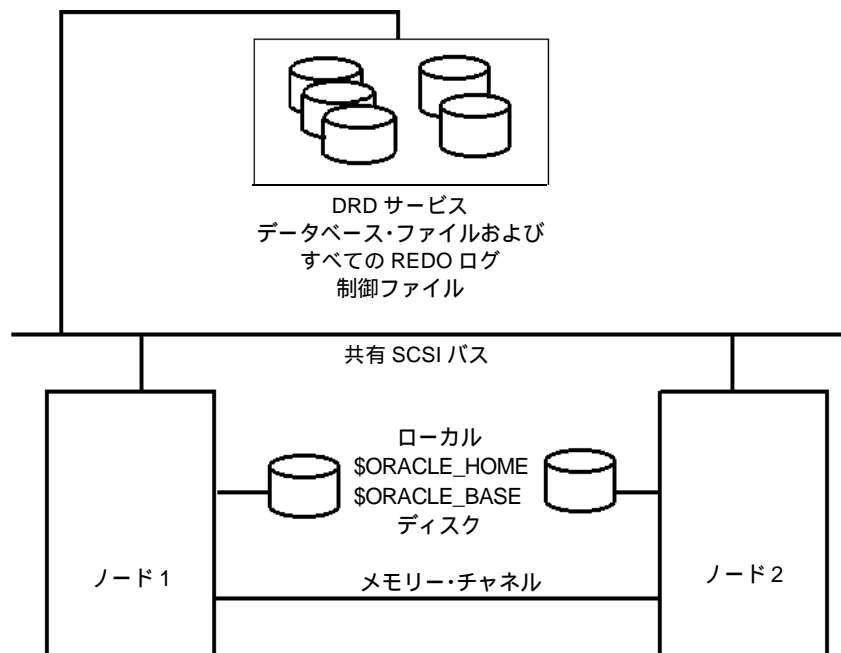 DRD サービス
データベース・ファイルおよび
すべての REDO ログ
制御ファイル
共有 SCSI バス
ローカル
$ORACLE_HOME
$ORACLE_BASE
ディスク
ノード 1
メモリー・チャネル
ノード 2